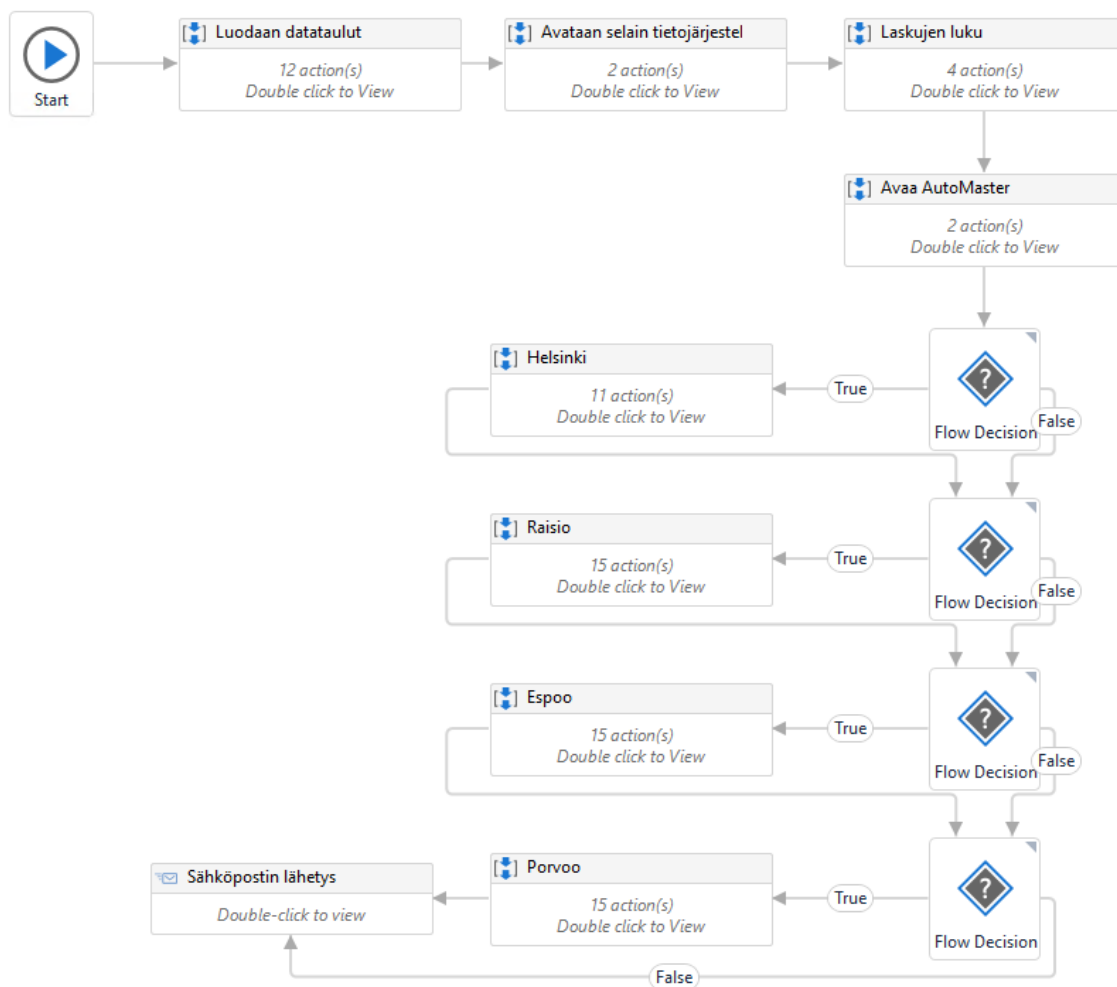 Start
Luodaan datataulut
12 action(s)
Double click to View
Avataan selain tietojärjestel
2 action(s)
Double click to View
Laskujen luku
4 action(s)
Double click to View
Avaa AutoMaster
2 action(s)
Double click to View
Flow Decision
True
False
Helsinki
11 action(s)
Double click to View
Flow Decision
True
False
Raisio
15 action(s)
Double click to View
Flow Decision
True
False
Espoo
15 action(s)
Double click to View
Flow Decision
True
False
Porvoo
15 action(s)
Double click to View
Sähköpostin lähetys
Double-click to view